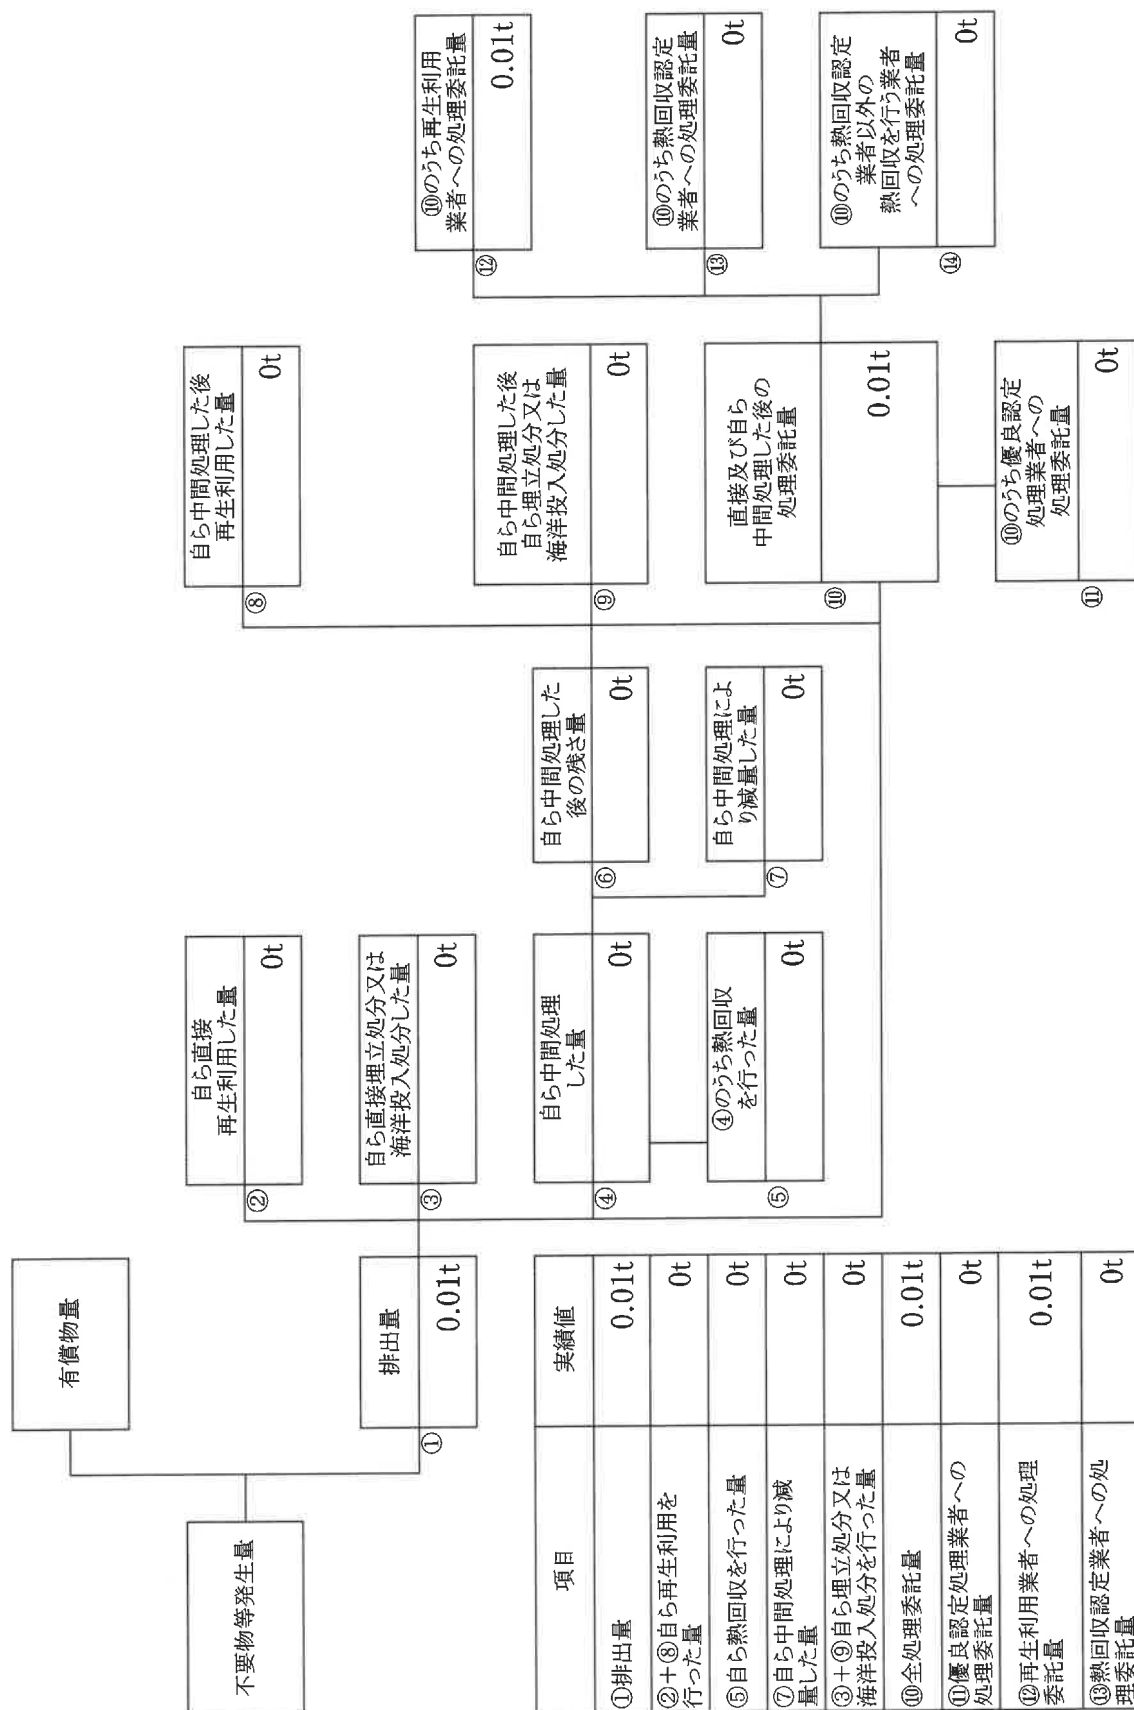 不要物等発生量
有償物量
排出量
①
0.01t
自ら直接
再生利用した量
②
0t
自ら直接埋立処分又は
海洋投入処分した量
③
0t
自ら中間処理
した量
④
0t
④のうち熱回収
を行った量
⑤
0t
自ら中間処理した
後の残さ量
⑥
0t
自ら中間処理によ
り減量した量
⑦
0t
自ら中間処理した後
再生利用した量
⑧
0t
自ら中間処理した後
自ら埋立処分又は
海洋投入処分した量
⑨
0t
直接及び自ら
中間処理した後の
処理委託量
⑩
0.01t
⑩のうち優良認定
処理業者への
処理委託量
⑪
0t
⑩のうち再生利用
業者への処理委託量
⑫
0.01t
⑩のうち熱回収認定
業者への処理委託量
⑬
0t
⑩のうち熱回収認定
業者以外の
熱回収を行う業者
への処理委託量
⑭
0t
項目 実績値
①排出量 0.01t
②+⑧自ら再生利用を
行った量 0t
⑤自ら熱回収を行った量 0t
⑦自ら中間処理により減
量した量 0t
③+⑨自ら埋立処分又は
海洋投入処分を行った量 0t
⑩全処理委託量 0.01t
⑪優良認定処理業者への
処理委託量 0t
⑫再生利用業者への処理
委託量 0.01t
⑬熱回収認定業者への処
理委託量 0t